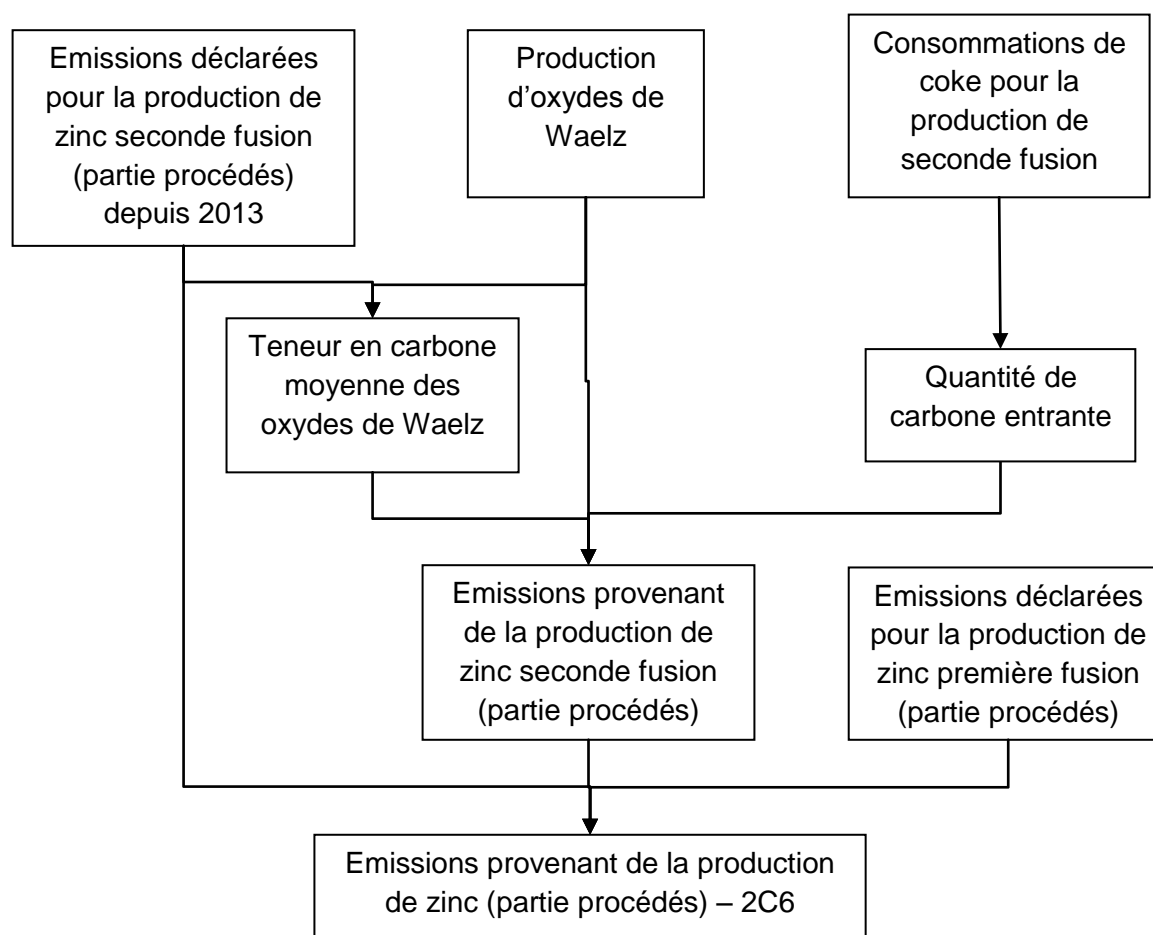 Emissions déclarées
pour la production de
zinc seconde fusion
(partie procédés)
depuis 2013
Production
d’oxydes de
Waelz
Consommations de
coke pour la
production de
seconde fusion
Teneur en carbone
moyenne des
oxydes de Waelz
Quantité de
carbone entrante
Emissions provenant
de la production de
zinc seconde fusion
(partie procédés)
Emissions déclarées
pour la production de
zinc première fusion
(partie procédés)
Emissions provenant de la production
de zinc (partie procédés) – 2C6